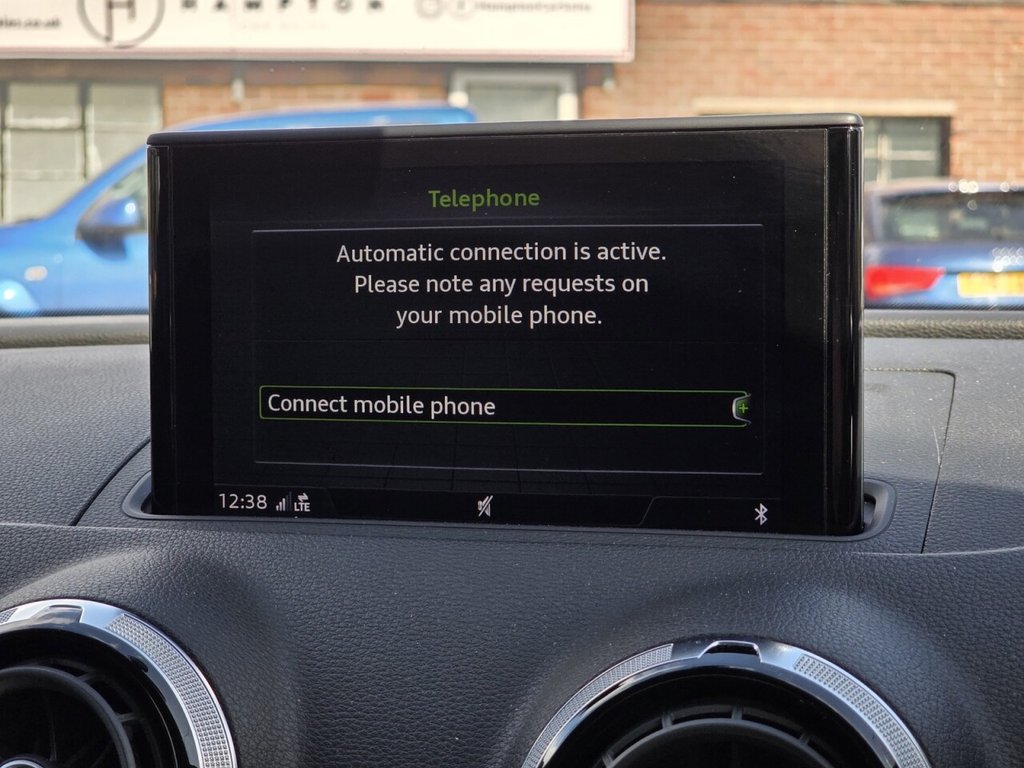 HAMPTON
Telephone
Automatic connection is active.
Please note any requests on
your mobile phone.
Connect mobile phone
12:38
LTE